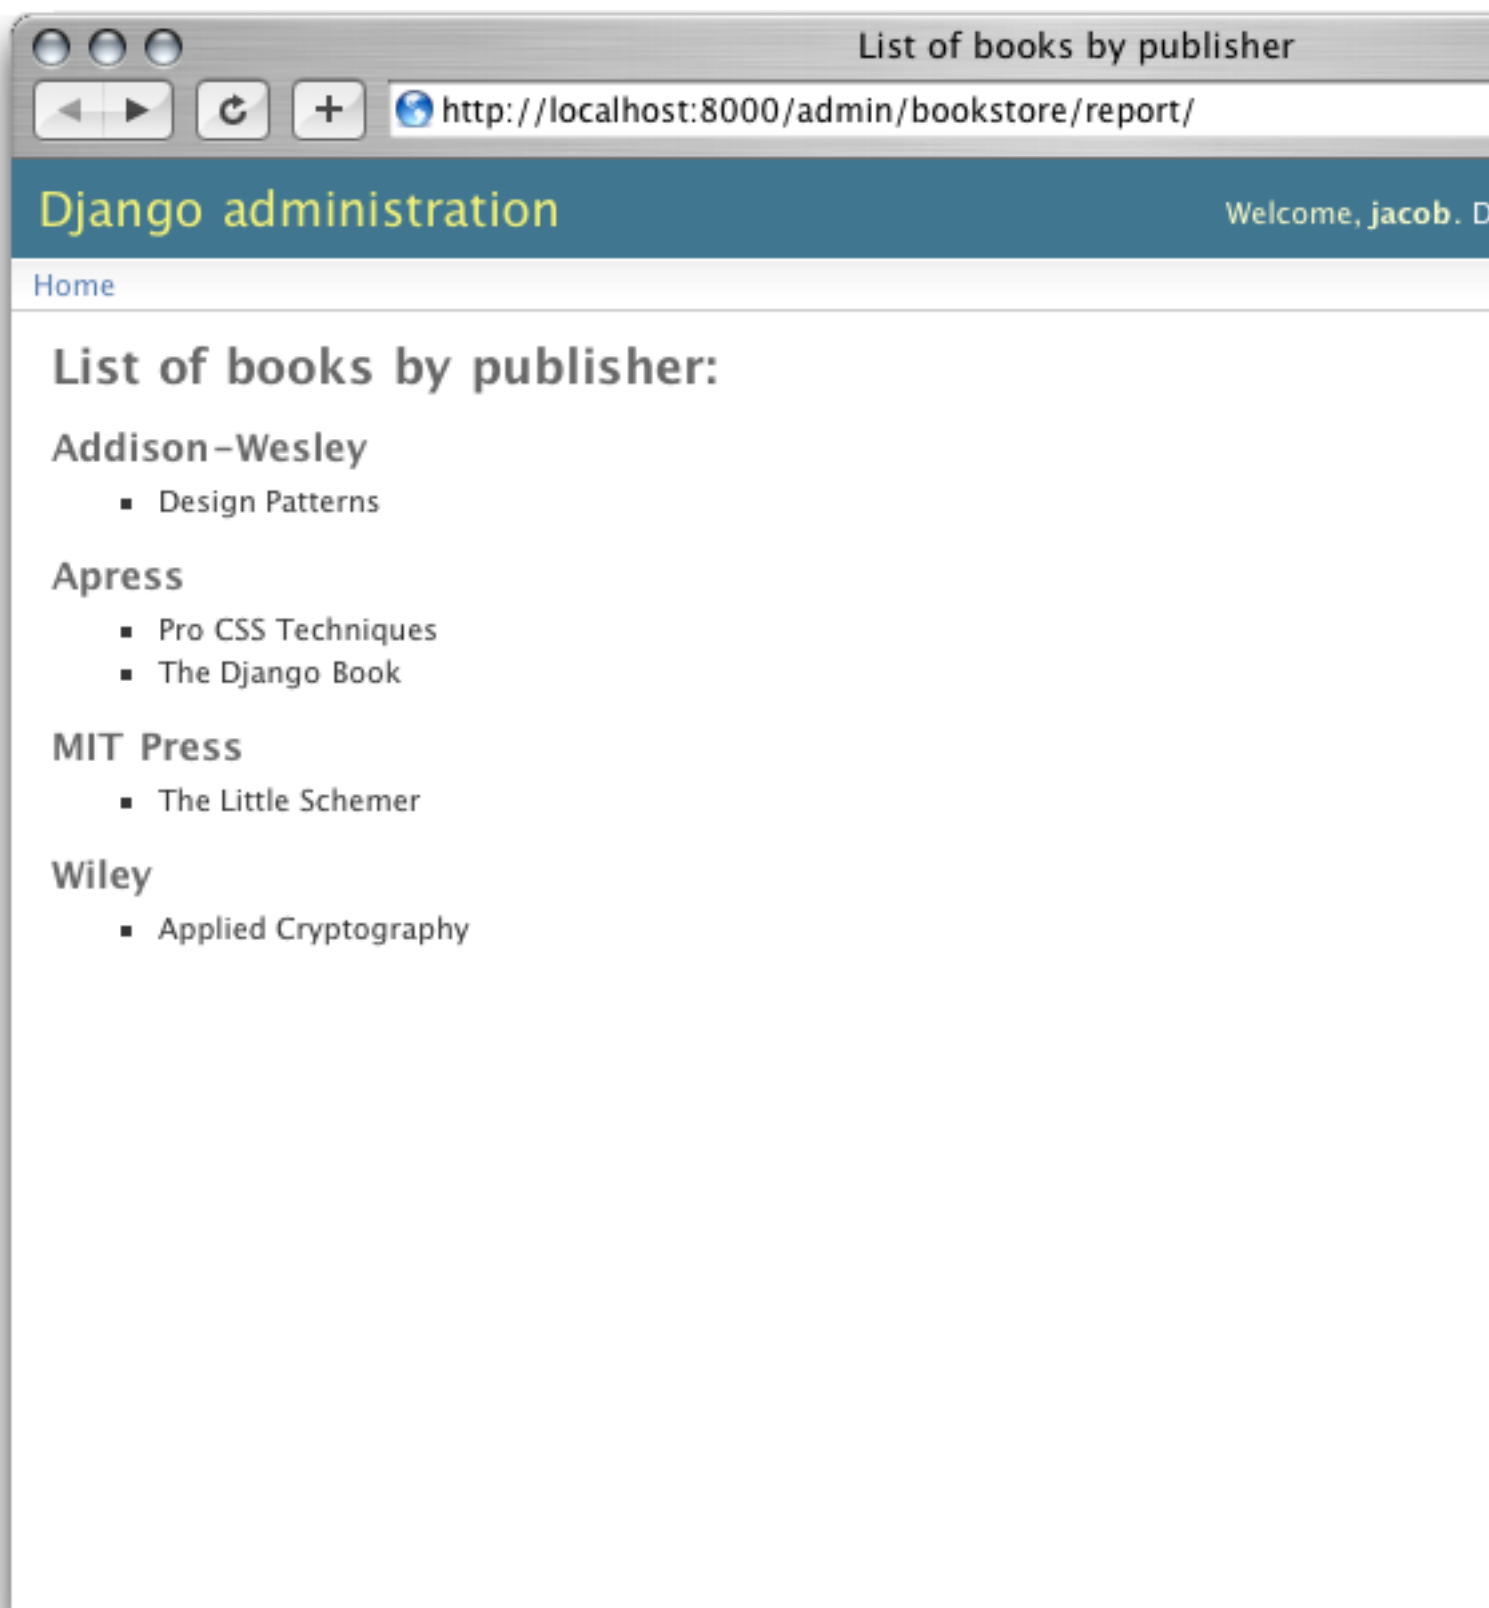 List of books by publisher
http://localhost:8000/admin/bookstore/report/
Django administration
Welcome, jacob. D
Home
List of books by publisher:
Addison-Wesley
Design Patterns
Apress
Pro CSS Techniques
The Django Book
MIT Press
The Little Schemer
Wiley
Applied Cryptography